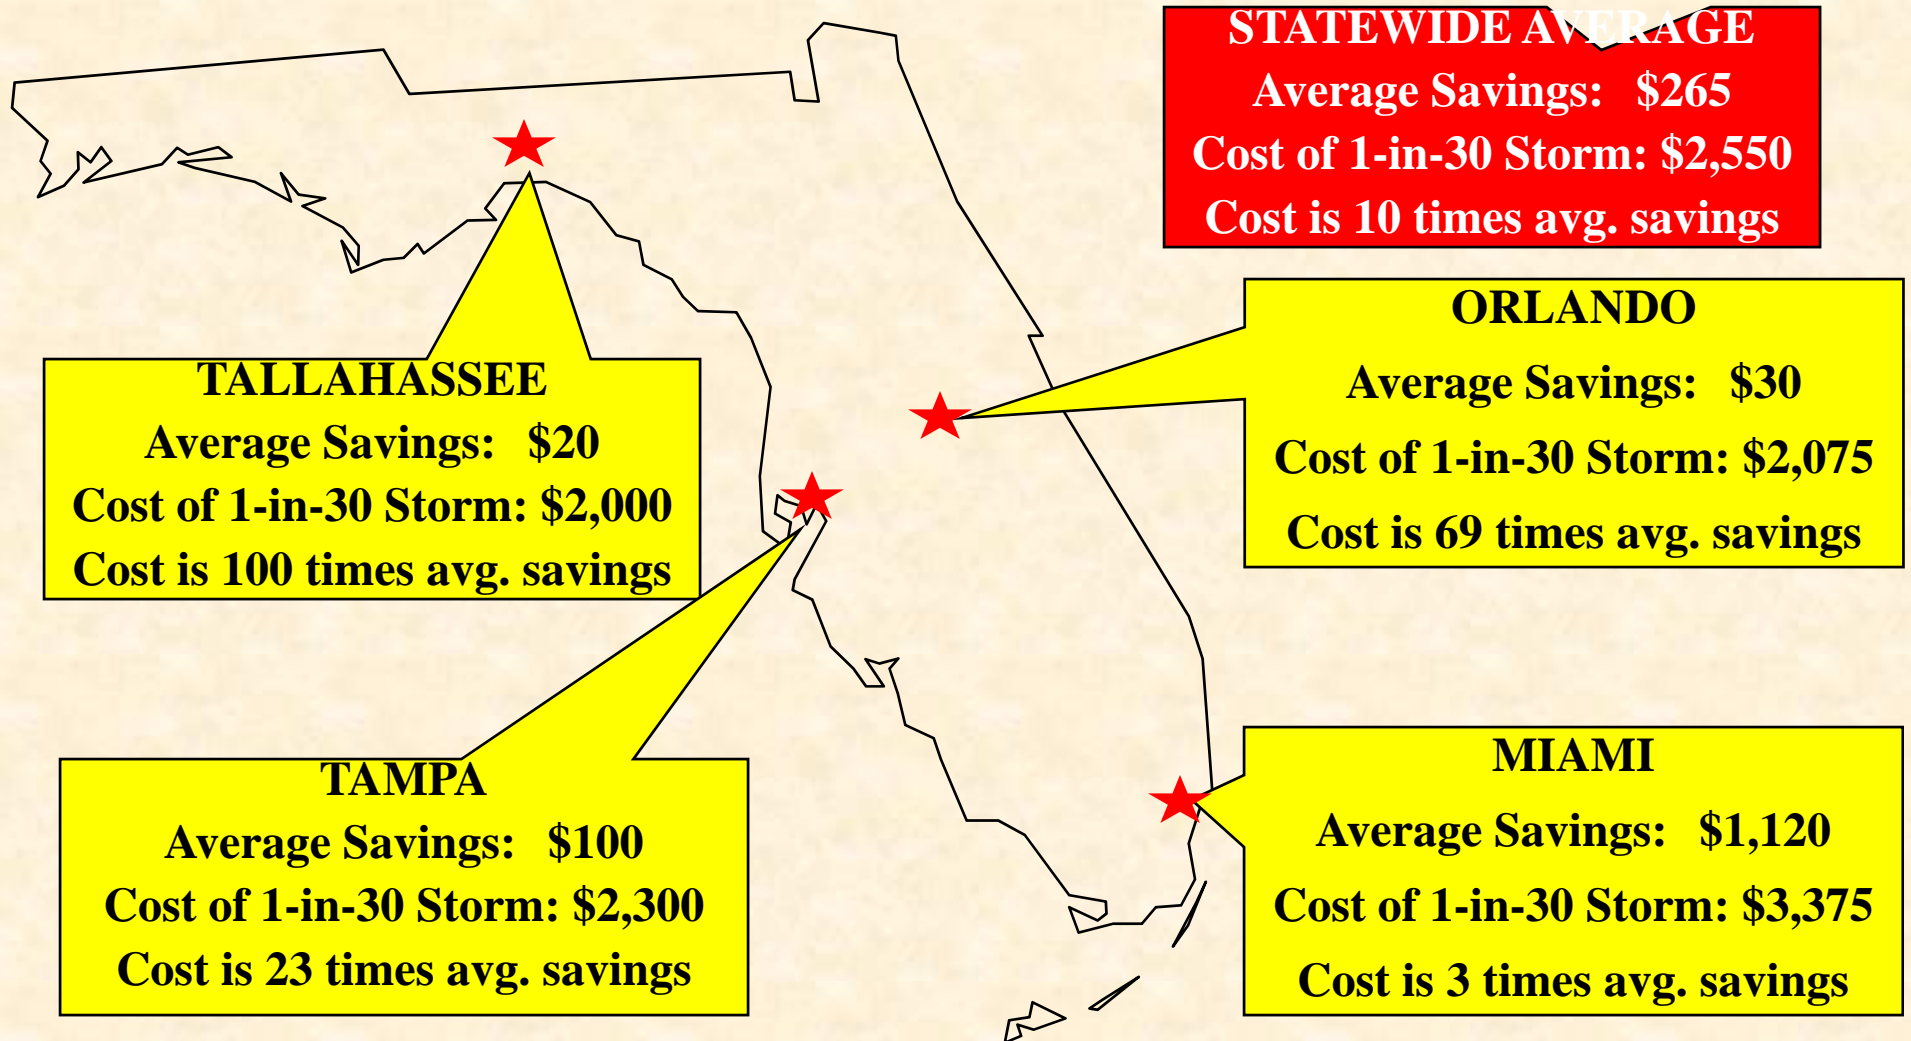 STATEWIDE AVERAGE
Average Savings: $265
Cost of 1-in-30 Storm: $2,550
Cost is 10 times avg. savings
ORLANDO
Average Savings: $30
Cost of 1-in-30 Storm: $2,075
Cost is 69 times avg. savings
TALLAHASSEE
Average Savings: $20
Cost of 1-in-30 Storm: $2,000
Cost is 100 times avg. savings
TAMPA
Average Savings: $100
Cost of 1-in-30 Storm: $2,300
Cost is 23 times avg. savings
MIAMI
Average Savings: $1,120
Cost of 1-in-30 Storm: $3,375
Cost is 3 times avg. savings